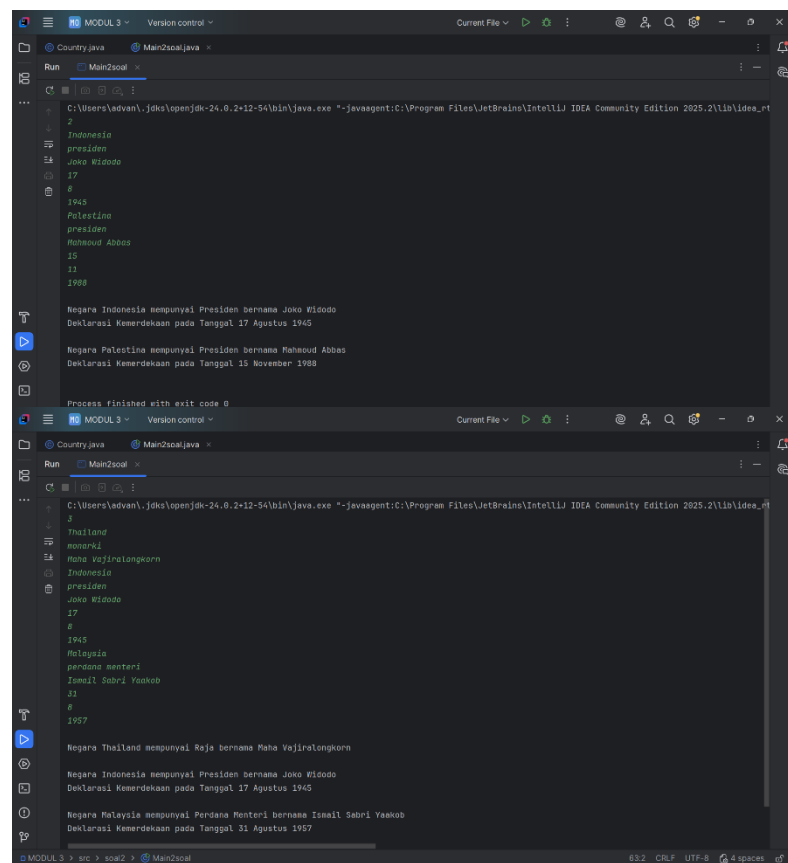 MO MODUL 3 Version control Current File
Country.java Main2soal.java
Run Main2soal
C:\Users\advan\.jdks\openjdk-24.0.2+12-54\bin\java.exe "-javaagent:C:\Program Files\JetBrains\IntelliJ IDEA Community Edition 2025.2\lib\idea_rt
2
Indonesia
presiden
Joko Widodo
17
8
1945
Palestina
presiden
Mahmoud Abbas
15
11
1988
Negara Indonesia mempunyai Presiden bernama Joko Widodo
Deklarasi Kemerdekaan pada Tanggal 17 Agustus 1945
Negara Palestina mempunyai Presiden bernama Mahmoud Abbas
Deklarasi Kemerdekaan pada Tanggal 15 November 1988
Process finished with exit code 0
MO MODUL 3 Version control Current File
Country.java Main2soal.java
Run Main2soal
C:\Users\advan\.jdks\openjdk-24.0.2+12-54\bin\java.exe "-javaagent:C:\Program Files\JetBrains\IntelliJ IDEA Community Edition 2025.2\lib\idea_rt
3
Thailand
monarki
Maha Vajiralongkorn
Indonesia
presiden
Joko Widodo
17
8
1945
Malaysia
perdana menteri
Ismail Sabri Yaakob
31
8
1957
Negara Thailand mempunyai Raja bernama Maha Vajiralongkorn
Negara Indonesia mempunyai Presiden bernama Joko Widodo
Deklarasi Kemerdekaan pada Tanggal 17 Agustus 1945
Negara Malaysia mempunyai Perdana Menteri bernama Ismail Sabri Yaakob
Deklarasi Kemerdekaan pada Tanggal 31 Agustus 1957
MODUL 3 > src > soal2 > Main2soal 63:2 CRLF UTF-8 4 spaces